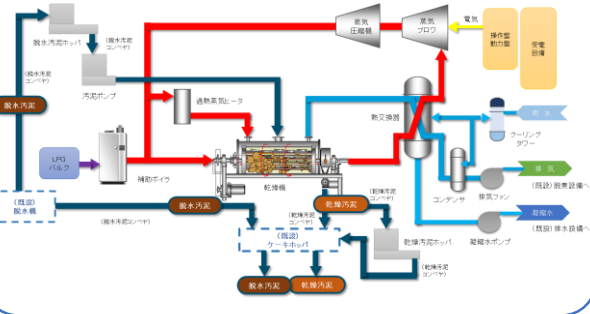 脱水汚泥ホッパ
(脱水汚泥
コンベヤ)
(脱水汚泥
コンベヤ)
汚泥ポンプ
脱水汚泥
LPG
バルク
補助ボイラ
(既設)
脱水機
(脱水汚泥コンベヤ)
過熱蒸気ヒータ
蒸気
圧縮機
蒸気
ブロワ
電気
操作盤
動力盤
受電
設備
熱交換器
乾燥機
クーリング
タワー
コンデンサ
排気ファン
排気
(既設)脱臭設備へ
凝縮水
凝縮水ポンプ
(既設)排水設備へ
脱水汚泥
(乾燥汚泥
コンベヤ)
乾燥汚泥
(乾燥汚泥
コンベヤ)
(既設)
ケーキホッパ
乾燥汚泥ホッパ
(乾燥汚泥
コンベヤ)
脱水汚泥
乾燥汚泥